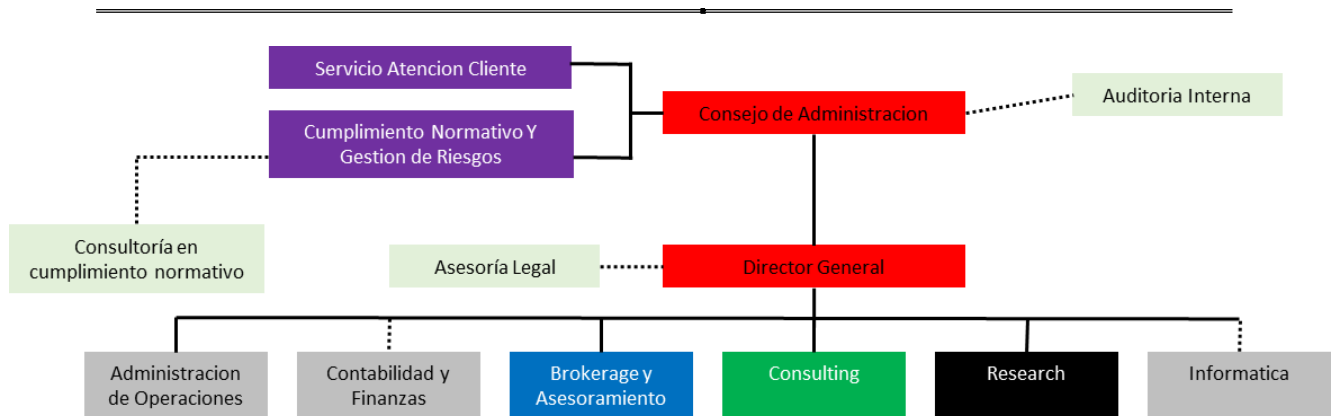 Servicio Atencion Cliente
Consejo de Administracion
Auditoria Interna
Cumplimiento Normativo Y
Gestion de Riesgos
Consultoría en
cumplimiento normativo
Asesoría Legal
Director General
Administracion
de Operaciones
Contabilidad y
Finanzas
Brokerage y
Asesoramiento
Consulting
Research
Informatica